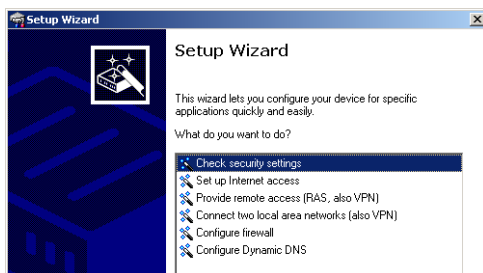 Setup Wizard
Setup Wizard
This wizard lets you configure your device for specific
applications quickly and easily.
What do you want to do?
Check security settings
Set up Internet access
Provide remote access (RAS, also VPN)
Connect two local area networks (also VPN)
Configure firewall
Configure Dynamic DNS